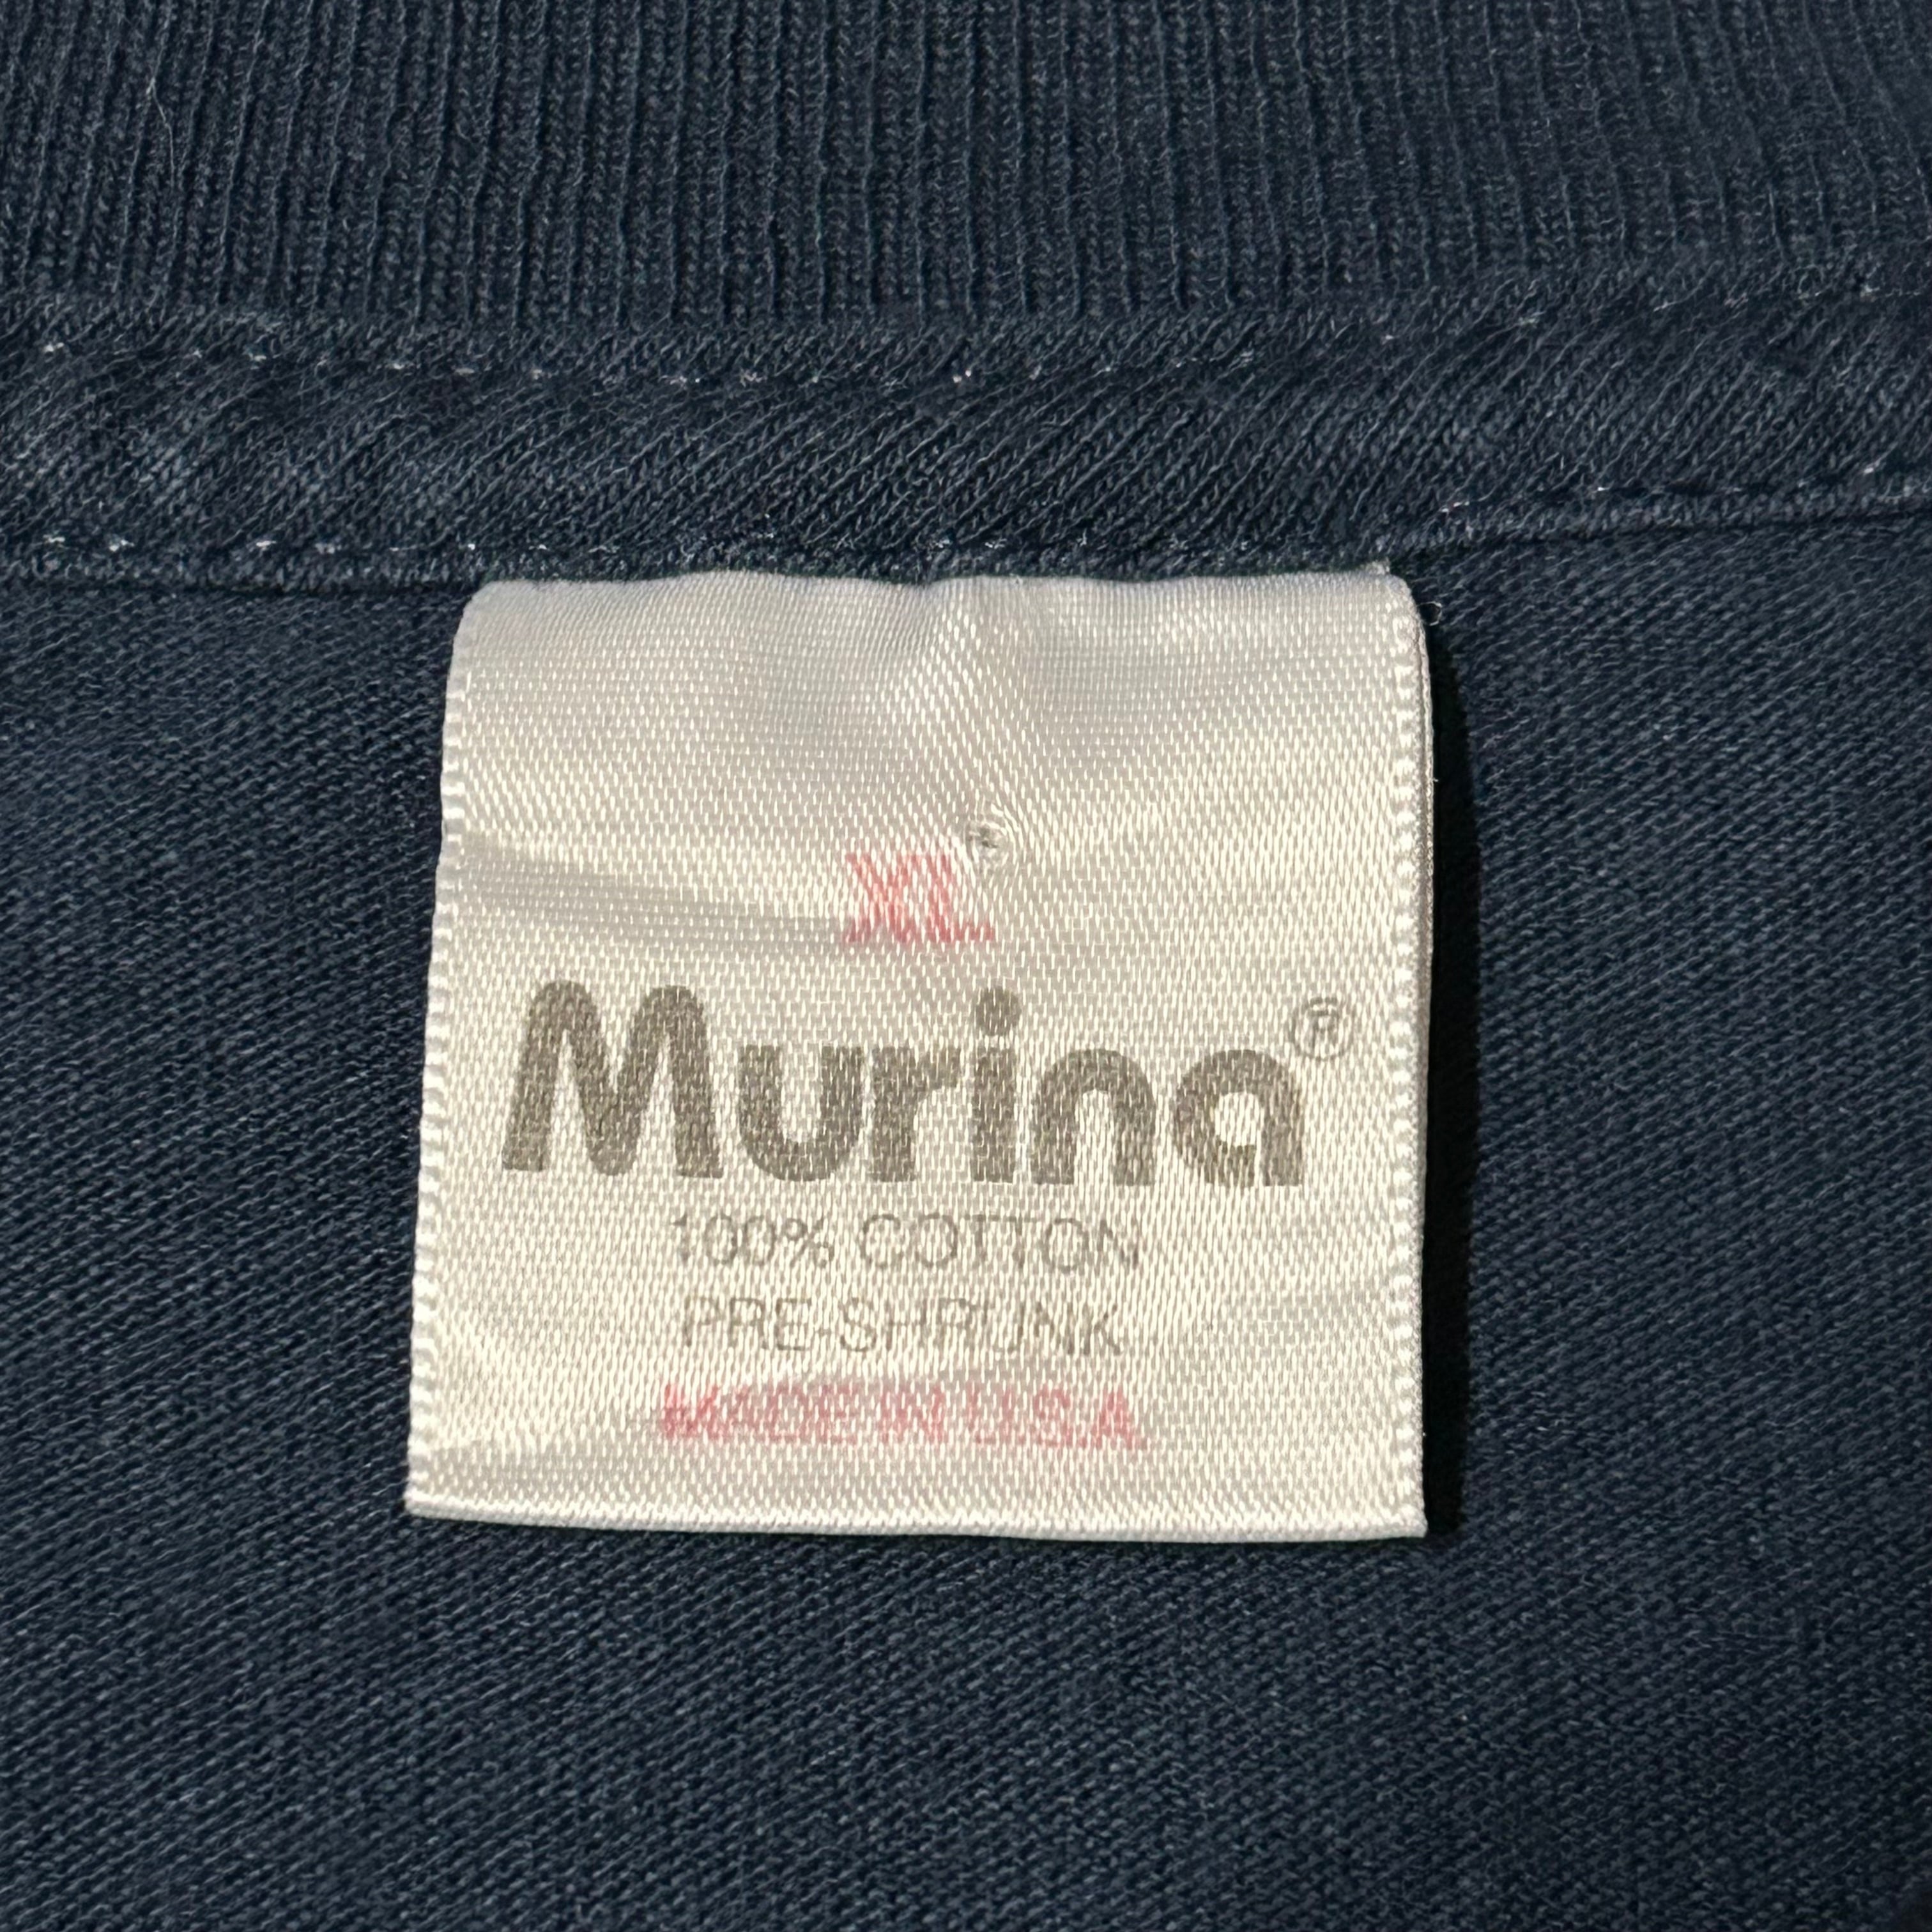 XL
Murina®
100% COTTON
PRE-SHRUNK
MADE IN U.S.A